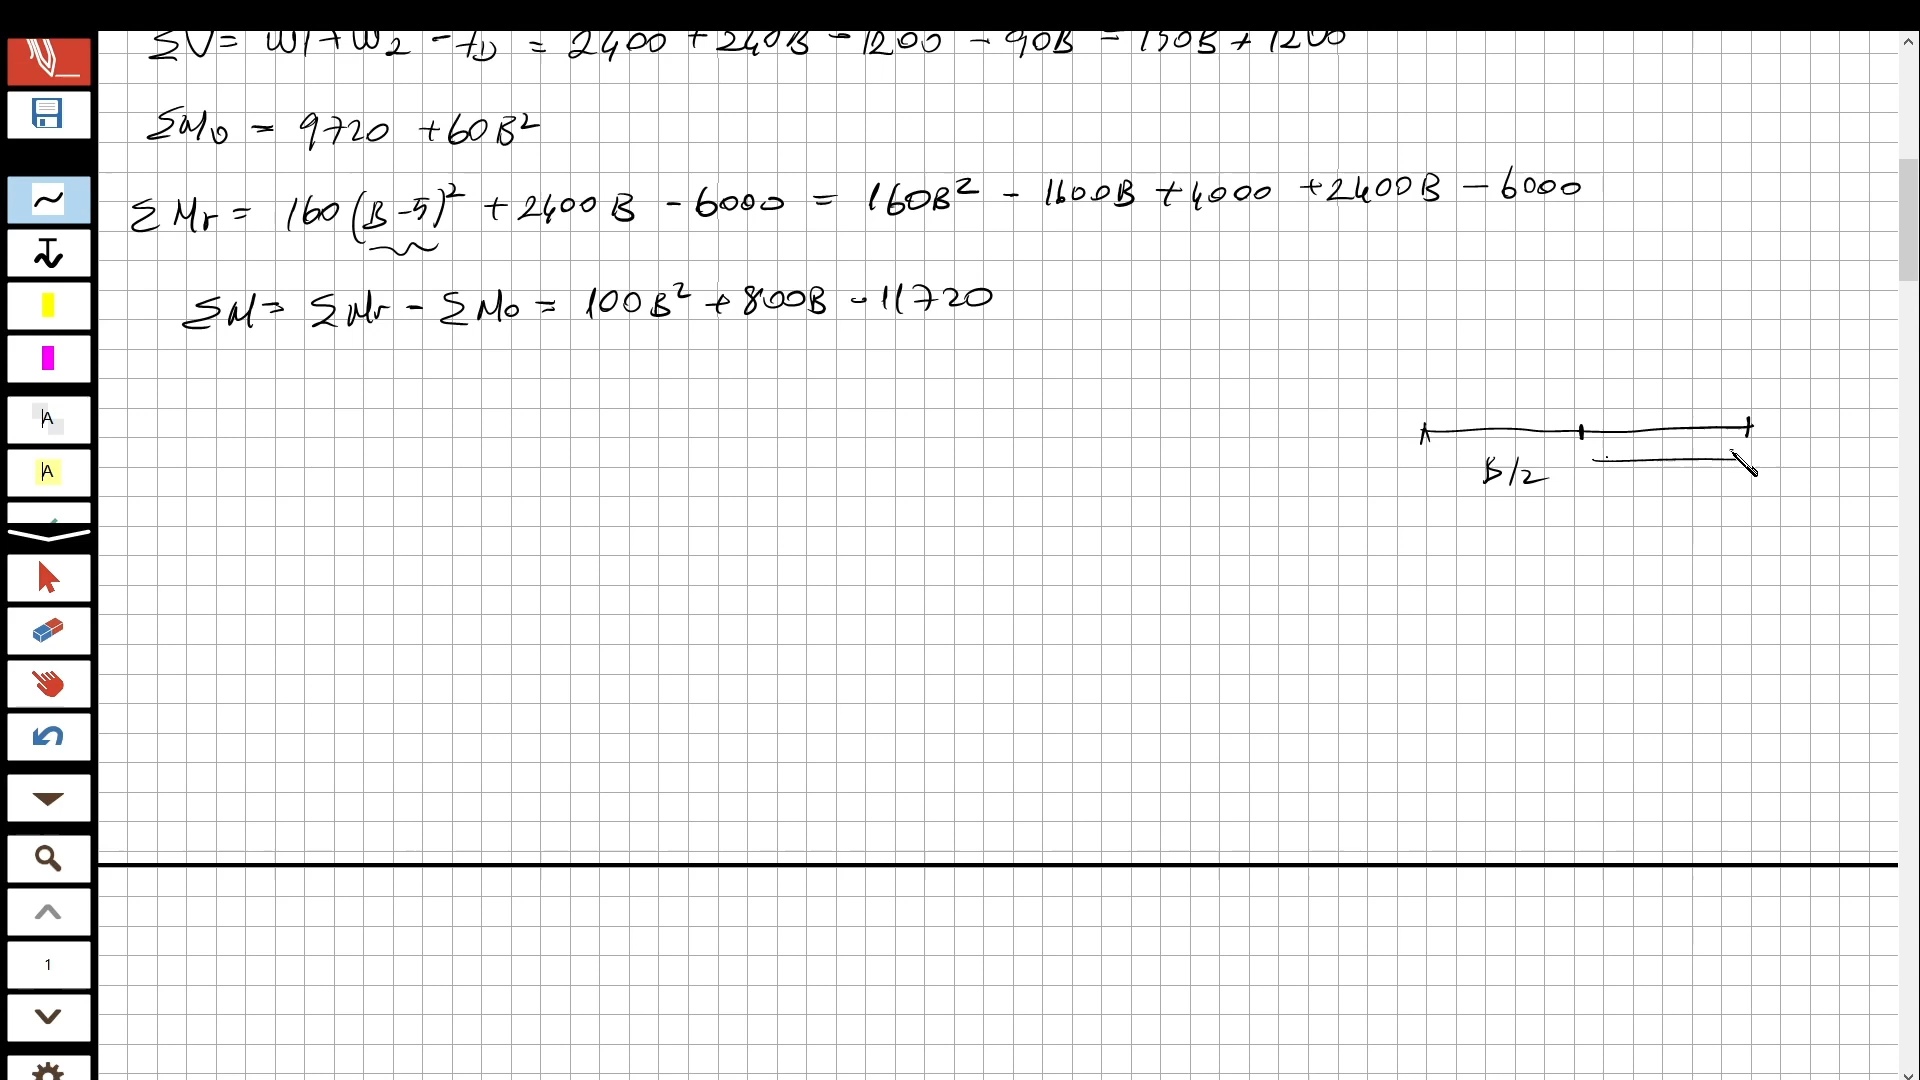 ΣV = W1 + W2 - fD = 2400 + 240B - 1200 - 90B = 150B + 1200
ΣMo = 9720 + 60B²
ΣMr = 160(B-5)² + 2400B - 6000 = 160B² - 1600B + 4000 + 2400B - 6000
ΣM = ΣMr - ΣMo = 100B² + 800B - 11720
B/2
A
A
1